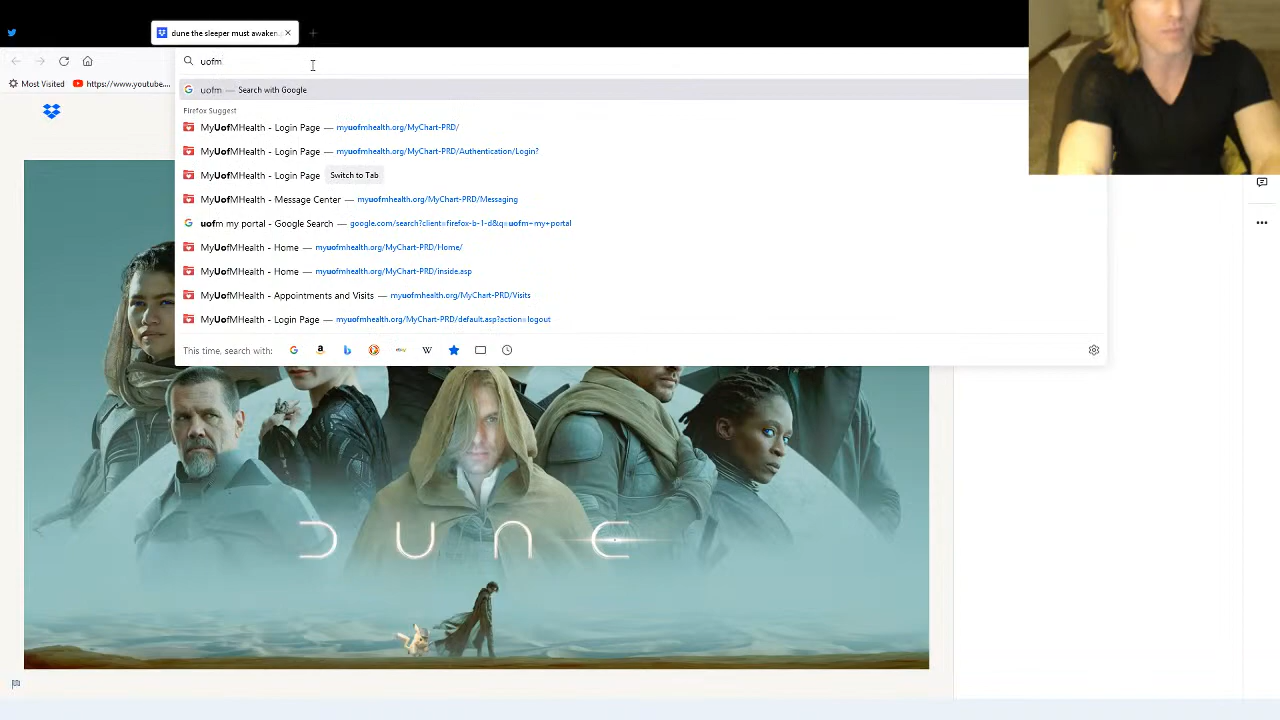 dune the sleeper must awaken.
uofm
Most Visited
https://www.youtube...
uofm — Search with Google
Firefox Suggest
MyUofMHealth - Login Page — myuofmhealth.org/MyChart-PRD/
MyUofMHealth - Login Page — myuofmhealth.org/MyChart-PRD/Authentication/Login?
MyUofMHealth - Login Page Switch to Tab
MyUofMHealth - Message Center — myuofmhealth.org/MyChart-PRD/Messaging
uofm my portal - Google Search — google.com/search?client=firefox-b-1-d&q=uofm+my+portal
MyUofMHealth - Home — myuofmhealth.org/MyChart-PRD/Home/
MyUofMHealth - Home — myuofmhealth.org/MyChart-PRD/inside.asp
MyUofMHealth - Appointments and Visits — myuofmhealth.org/MyChart-PRD/Visits
MyUofMHealth - Login Page — myuofmhealth.org/MyChart-PRD/default.asp?action=logout
This time, search with:
DUNE